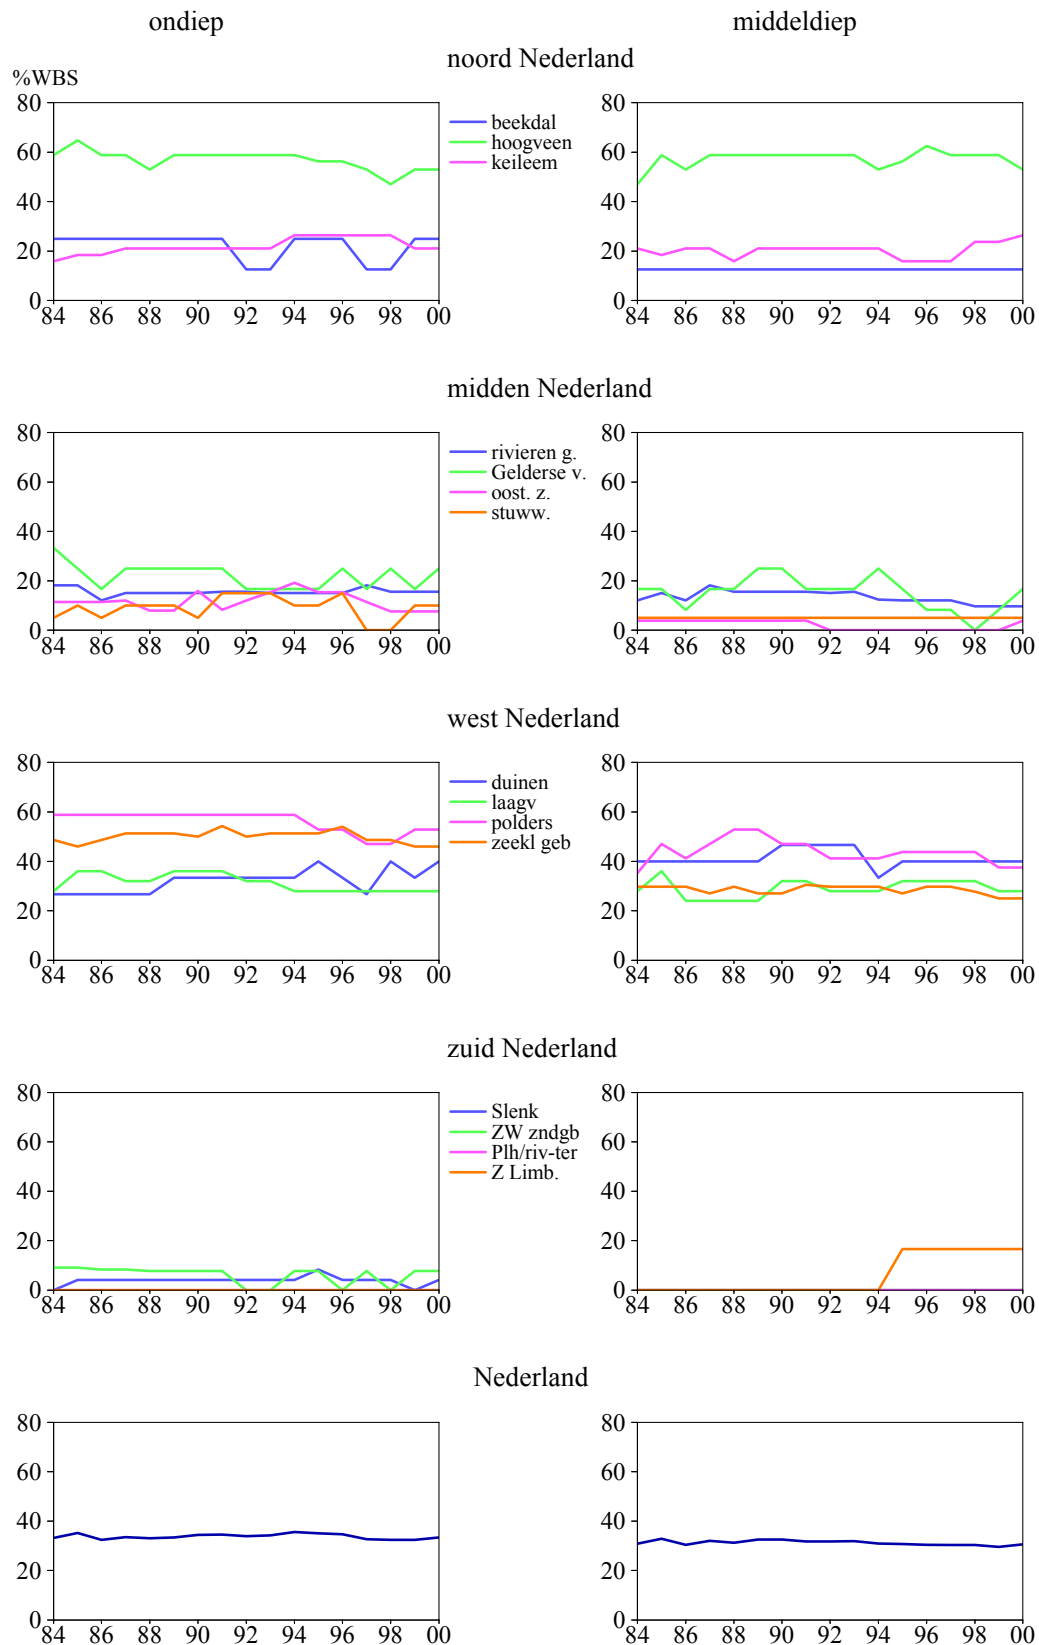 ondiep
middeldiep
noord Nederland
%WBS
80
60
40
20
0
84 86 88 90 92 94 96 98 00
beekdal
hoogveen
keileem
80
60
40
20
0
84 86 88 90 92 94 96 98 00
midden Nederland
80
60
40
20
0
84 86 88 90 92 94 96 98 00
rivieren g.
Gelderse v.
oost. z.
stuww.
80
60
40
20
0
84 86 88 90 92 94 96 98 00
west Nederland
80
60
40
20
0
84 86 88 90 92 94 96 98 00
duinen
laagv
polders
zeekl geb
80
60
40
20
0
84 86 88 90 92 94 96 98 00
zuid Nederland
80
60
40
20
0
84 86 88 90 92 94 96 98 00
Slenk
ZW zndgb
Plh/riv-ter
Z Limb.
80
60
40
20
0
84 86 88 90 92 94 96 98 00
Nederland
80
60
40
20
0
84 86 88 90 92 94 96 98 00
80
60
40
20
0
84 86 88 90 92 94 96 98 00